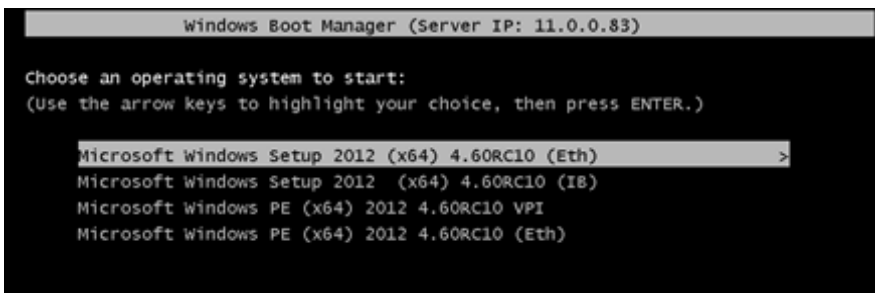 Windows Boot Manager (Server IP: 11.0.0.83)
Choose an operating system to start:
(Use the arrow keys to highlight your choice, then press ENTER.)
Microsoft Windows Setup 2012 (x64) 4.60RC10 (Eth) >
Microsoft Windows Setup 2012  (x64) 4.60RC10 (IB)
Microsoft Windows PE (x64) 2012 4.60RC10 VPI
Microsoft Windows PE (x64) 2012 4.60RC10 (Eth)